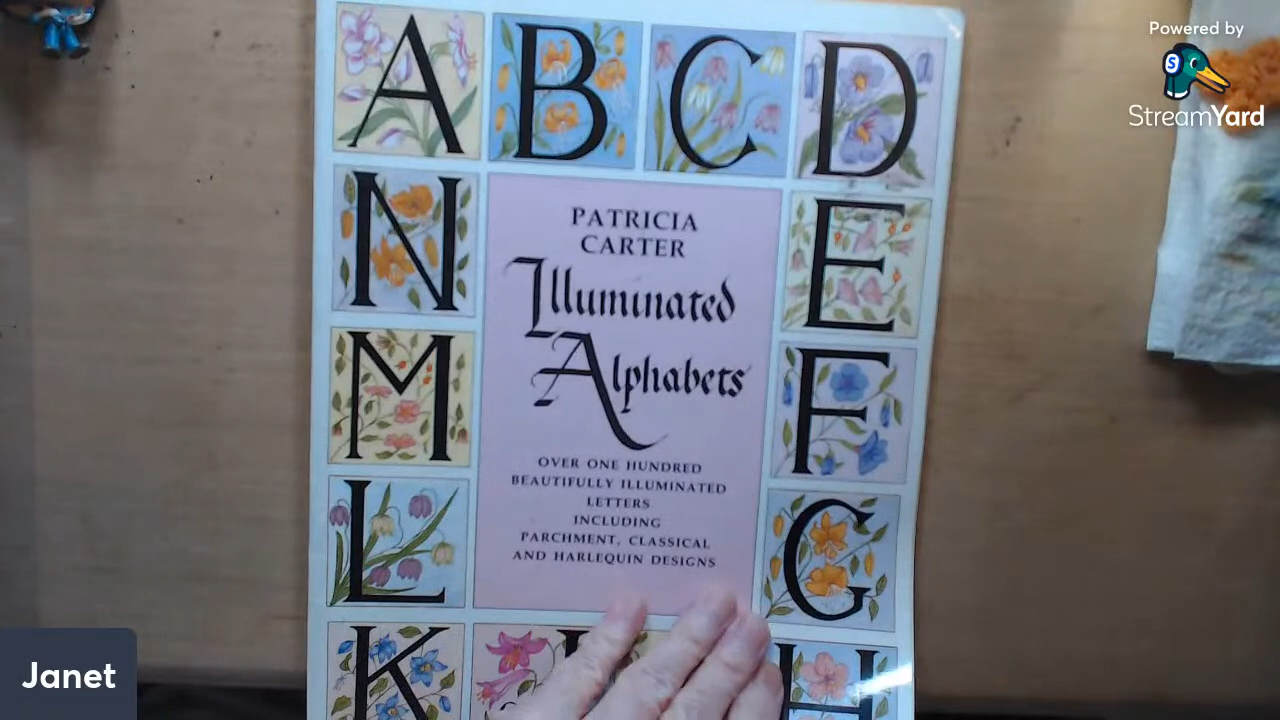 A B C D
N
M
L
K
E
F
G
H
PATRICIA
CARTER
Illuminated
Alphabets
OVER ONE HUNDRED
BEAUTIFULLY ILLUMINATED
LETTERS
INCLUDING
PARCHMENT, CLASSICAL
AND HARLEQUIN DESIGNS
Janet
Powered by
S
StreamYard